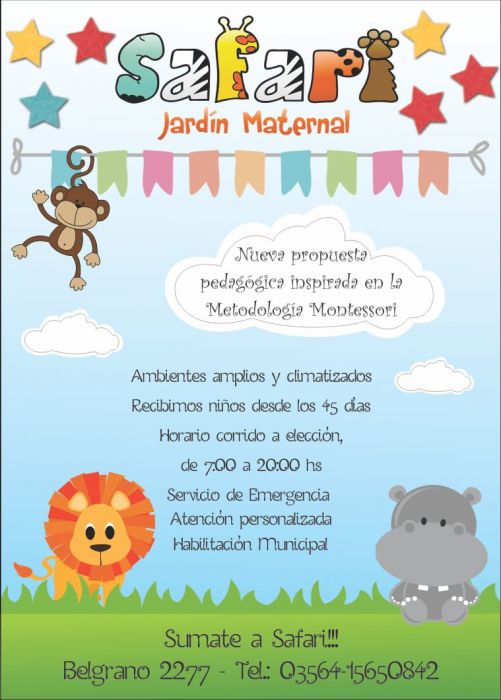 Safari
Jardín Maternal
Nueva propuesta
pedagógica inspirada en la
Metodología Montessori
Ambientes amplios y climatizados
Recibimos niños desde los 45 días
Horario corrido a elección,
de 7:00 a 20:00 hs
Servicio de Emergencia
Atención personalizada
Habilitación Municipal
Sumate a Safari!!!
Belgrano 2277 - Tel.: 03564-15650842